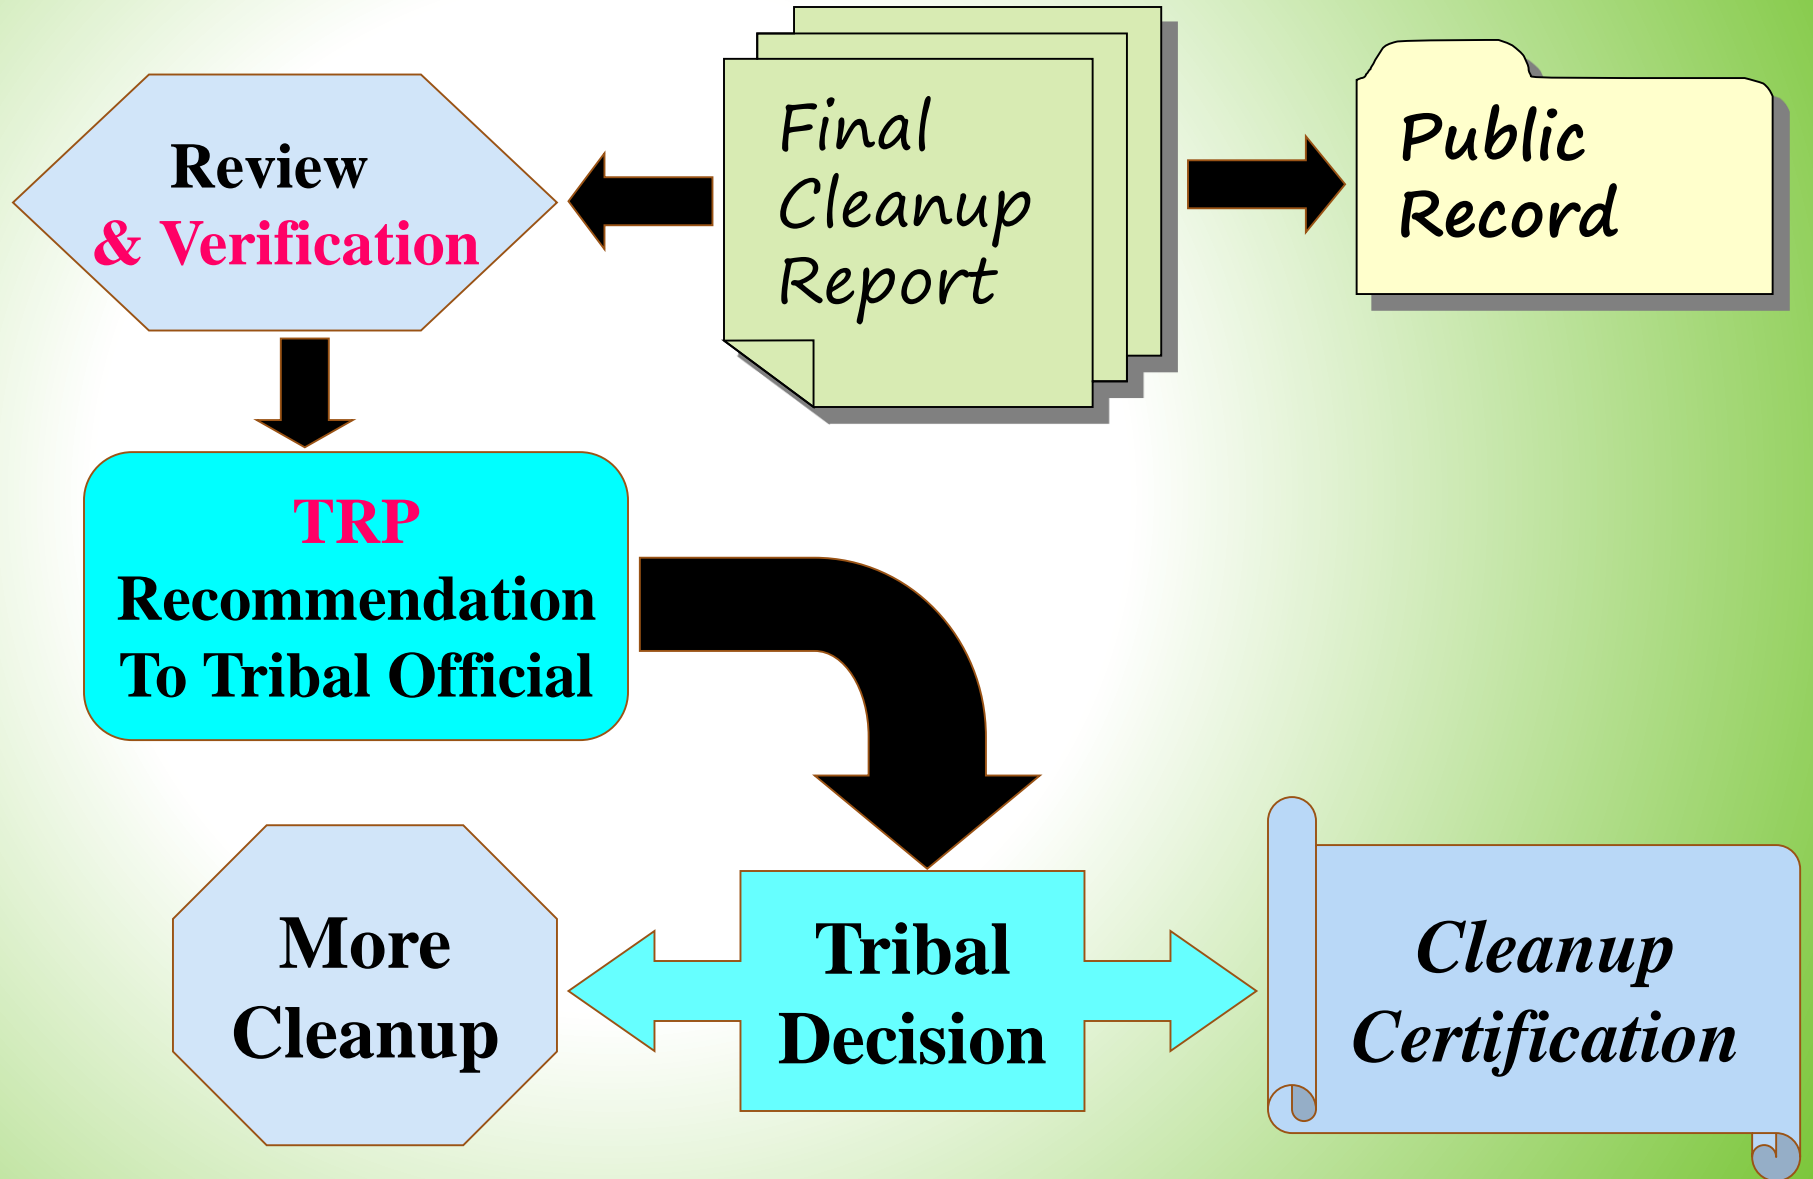 Review
& Verification
Final
Cleanup
Report
Public
Record
TRP
Recommendation
To Tribal Official
More
Cleanup
Tribal
Decision
Cleanup
Certification